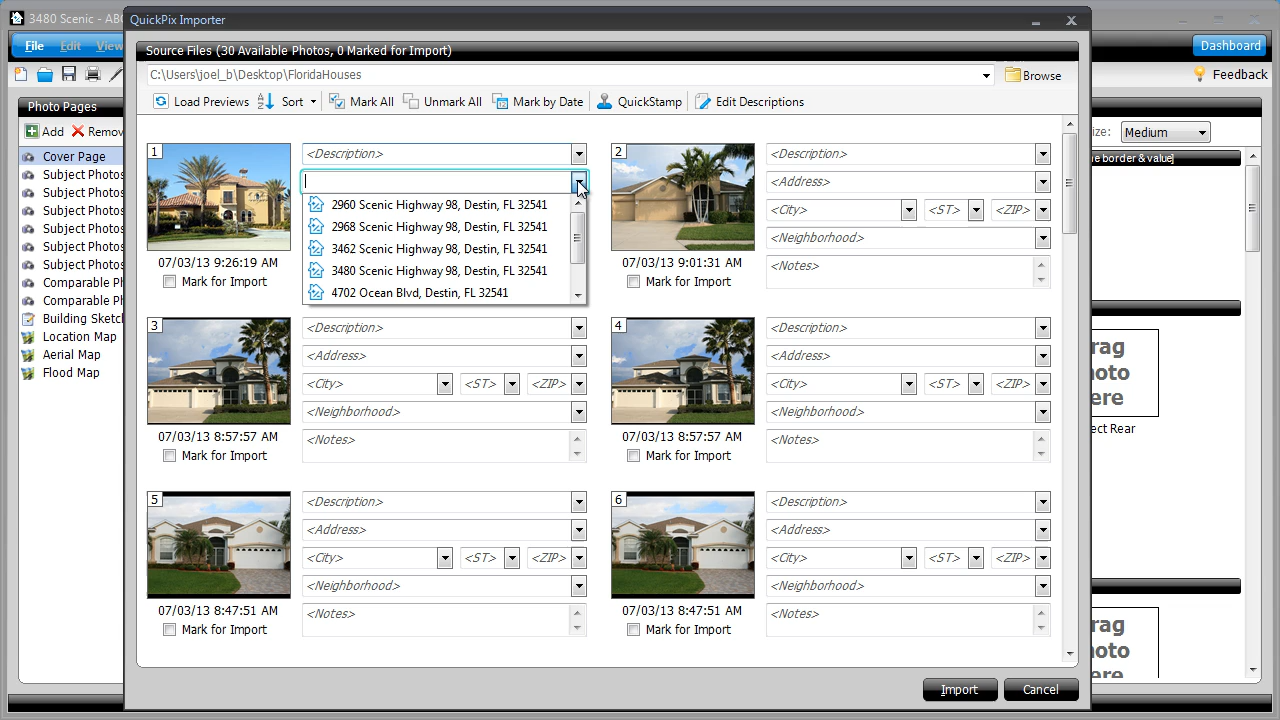 3480 Scenic - AB
QuickPix Importer
File Edit View
Dashboard
Feedback
Source Files (30 Available Photos, 0 Marked for Import)
C:\Users\joel_b\Desktop\FloridaHouses
Browse
Load Previews Sort Mark All Unmark All Mark by Date QuickStamp Edit Descriptions
Photo Pages
Add Remov
Cover Page
Subject Photos
Subject Photos
Subject Photos
Subject Photos
Subject Photos
Subject Photos
Comparable Ph
Comparable Ph
Building Sketch
Location Map
Aerial Map
Flood Map
1
<Description>
2960 Scenic Highway 98, Destin, FL 32541
2968 Scenic Highway 98, Destin, FL 32541
3462 Scenic Highway 98, Destin, FL 32541
3480 Scenic Highway 98, Destin, FL 32541
4702 Ocean Blvd, Destin, FL 32541
07/03/13 9:26:19 AM
Mark for Import
2
<Description>
<Address>
<City> <ST> <ZIP>
<Neighborhood>
<Notes>
07/03/13 9:01:31 AM
Mark for Import
3
<Description>
<Address>
<City> <ST> <ZIP>
<Neighborhood>
<Notes>
07/03/13 8:57:57 AM
Mark for Import
4
<Description>
<Address>
<City> <ST> <ZIP>
<Neighborhood>
<Notes>
07/03/13 8:57:57 AM
Mark for Import
5
<Description>
<Address>
<City> <ST> <ZIP>
<Neighborhood>
<Notes>
07/03/13 8:47:51 AM
Mark for Import
6
<Description>
<Address>
<City> <ST> <ZIP>
<Neighborhood>
<Notes>
07/03/13 8:47:51 AM
Mark for Import
ize: Medium
e border & value]
rag
oto
ere
ect Rear
rag
oto
ere
Import Cancel